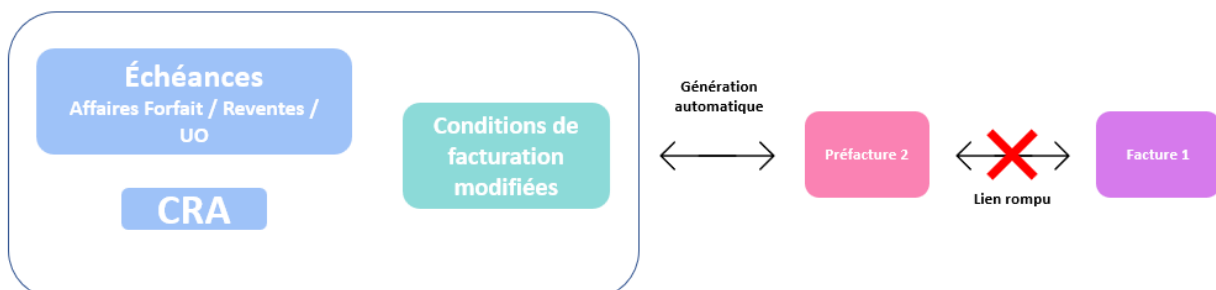 Échéances
Affaires Forfait / Reventes /
UO
CRA
Conditions de
facturation
modifiées
Génération
automatique
Préfacture 2
Lien rompu
Facture 1